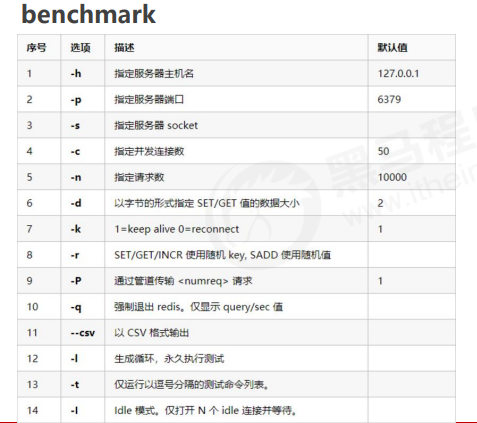 benchmark
序号 选项 描述 默认值
1 -h 指定服务器主机名 127.0.0.1
2 -p 指定服务器端口 6379
3 -s 指定服务器 socket
4 -c 指定并发连接数 50
5 -n 指定请求数 10000
6 -d 以字节的形式指定 SET/GET 值的数据大小 2
7 -k 1=keep alive 0=reconnect 1
8 -r SET/GET/INCR 使用随机 key, SADD 使用随机值
9 -P 通过管道传输 <numreq> 请求 1
10 -q 强制退出 redis。仅显示 query/sec 值
11 --csv 以 CSV 格式输出
12 -l 生成循环，永久执行测试
13 -t 仅运行以逗号分隔的测试命令列表。
14 -I Idle 模式。仅打开 N 个 idle 连接并等待。
黑马程
www.ithei